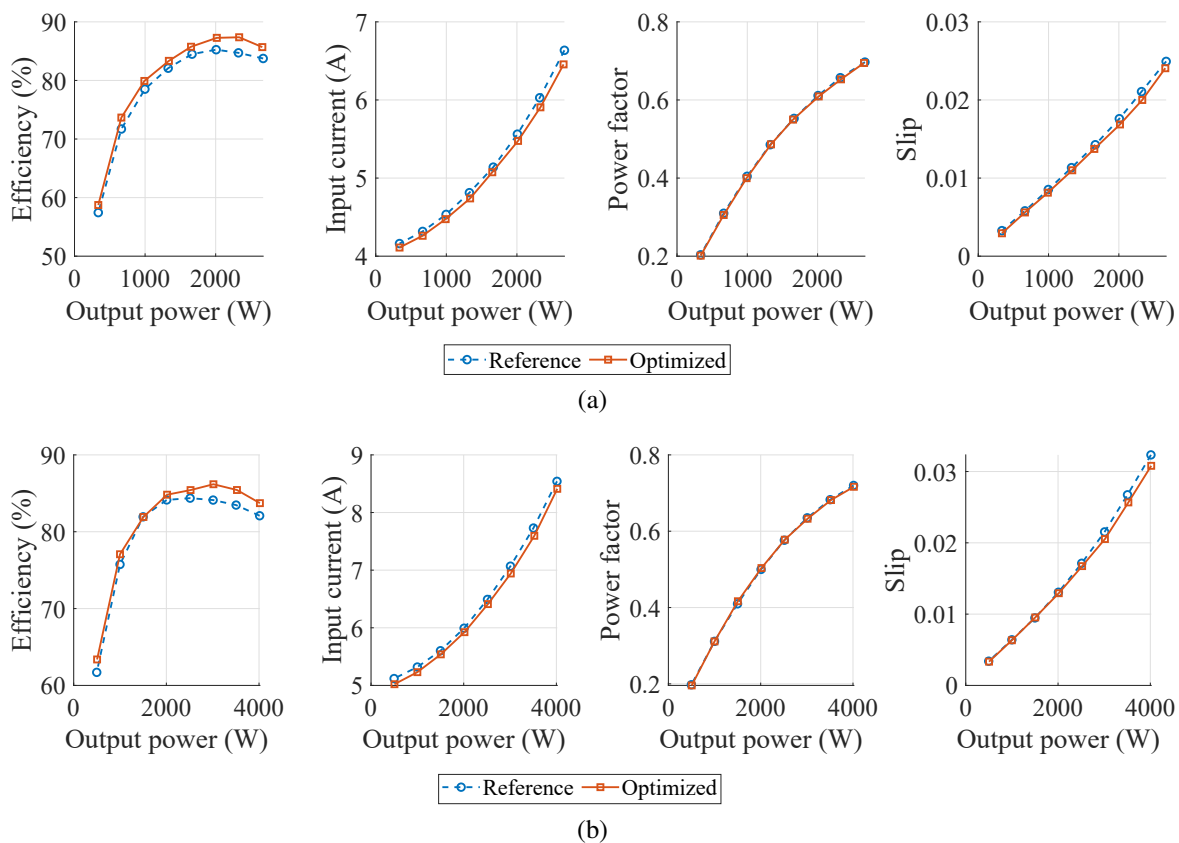 90
80
70
60
50
Efficiency (%)
0 1000 2000
Output power (W)
7
6
5
4
Input current (A)
0 1000 2000
Output power (W)
0.8
0.6
0.4
0.2
Power factor
0 1000 2000
Output power (W)
0.03
0.02
0.01
0
Slip
0 1000 2000
Output power (W)
Reference Optimized
(a)
90
80
70
60
Efficiency (%)
0 2000 4000
Output power (W)
9
8
7
6
5
Input current (A)
0 2000 4000
Output power (W)
0.8
0.6
0.4
0.2
Power factor
0 2000 4000
Output power (W)
0.03
0.02
0.01
0
Slip
0 2000 4000
Output power (W)
Reference Optimized
(b)